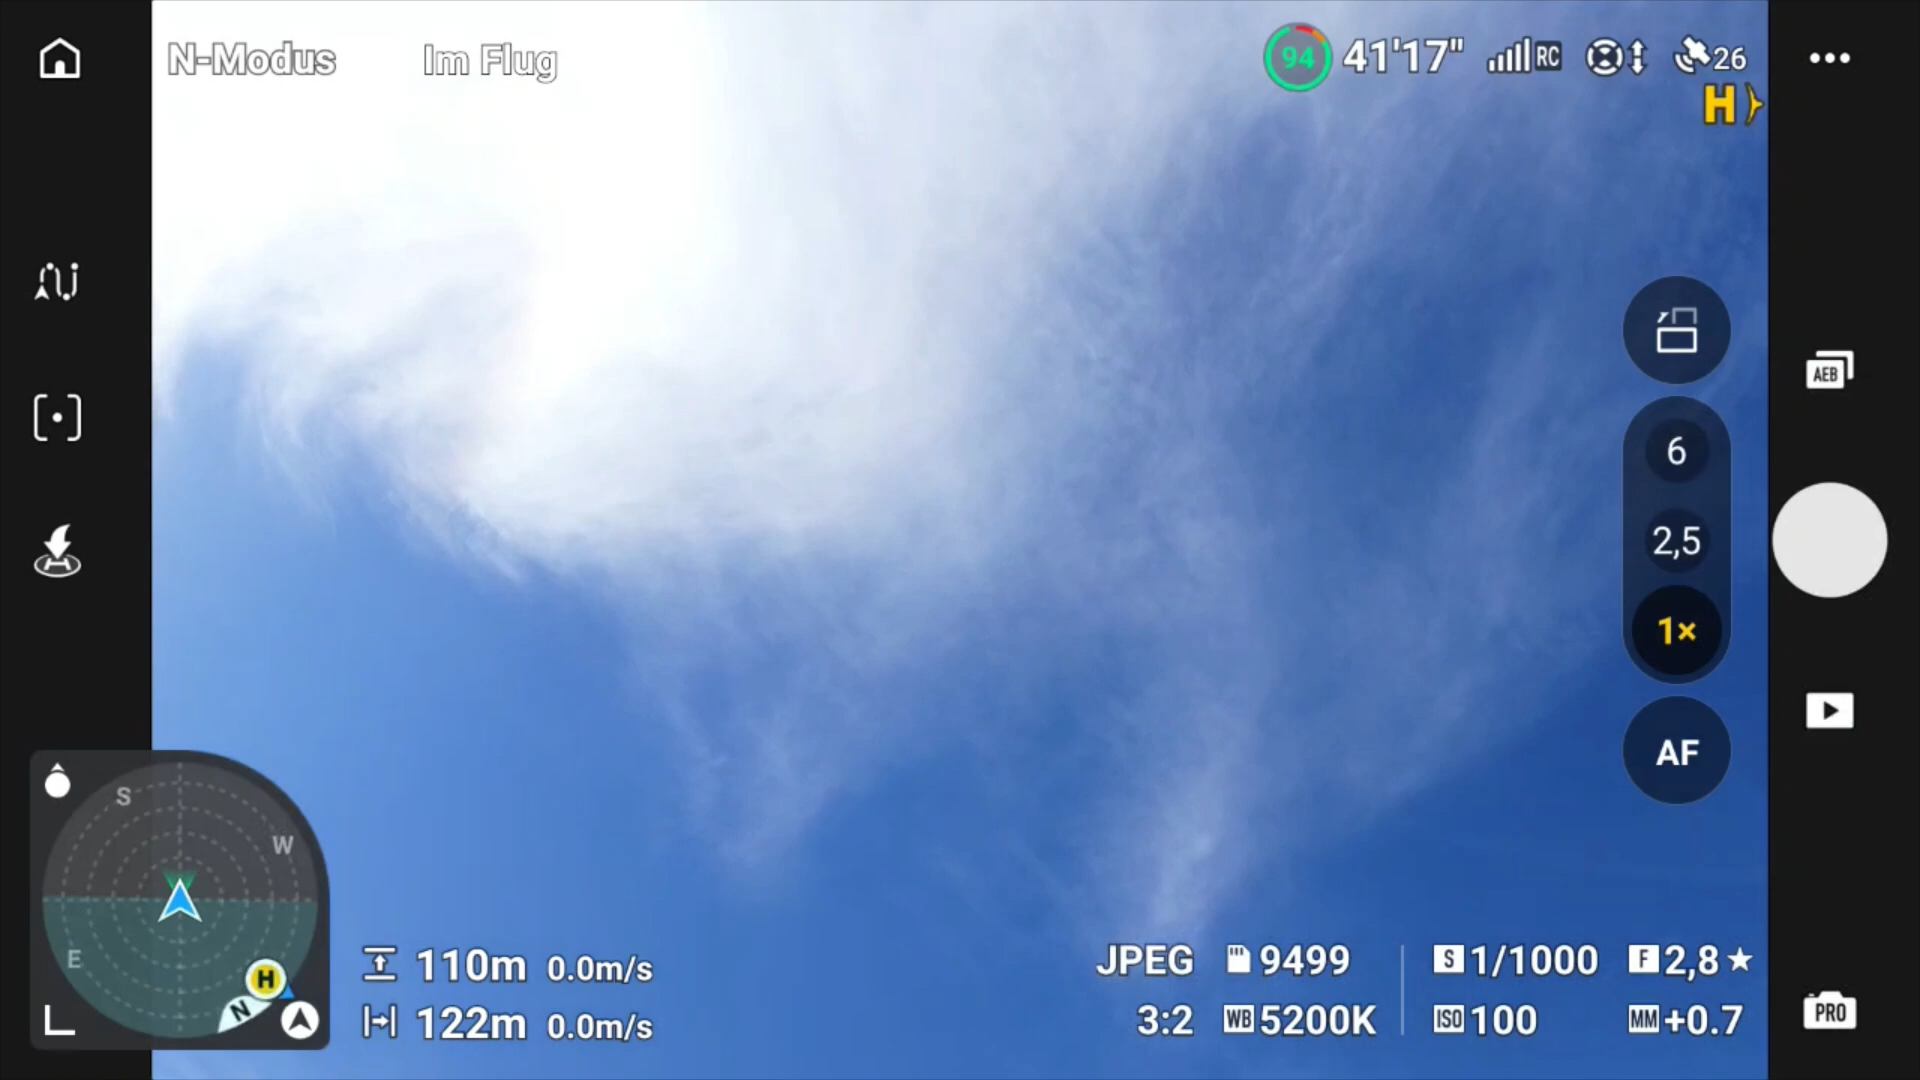 N-Modus Im Flug 94 41'17" RC 26
H
AEB
6
2,5
1×
AF
S
W
E
H
N
110m 0.0m/s
122m 0.0m/s
JPEG 9499 S 1/1000 F 2,8
3:2 WB 5200K ISO 100 MM +0.7
PRO